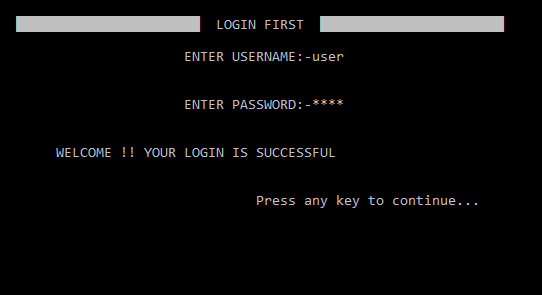 LOGIN FIRST
ENTER USERNAME:-user
ENTER PASSWORD:-****
WELCOME !! YOUR LOGIN IS SUCCESSFUL
Press any key to continue...